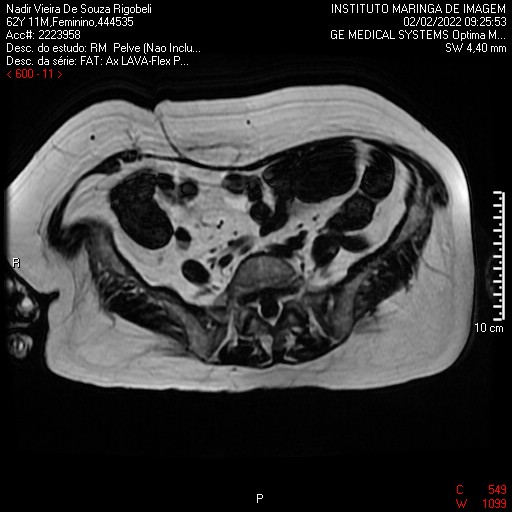 Nadir Vieira De Souza Rigobeli
62Y 11M,Feminino,444535
Acc#: 2223958
Desc. do estudo: RM Pelve (Nao Inclu...
Desc. da série: FAT: Ax LAVA-Flex P...
< 600 - 11 >
INSTITUTO MARINGA DE IMAGEM
02/02/2022 09:25:53
GE MEDICAL SYSTEMS Optima M...
SW 4,40 mm
R
10 cm
P
C 549
W 1099